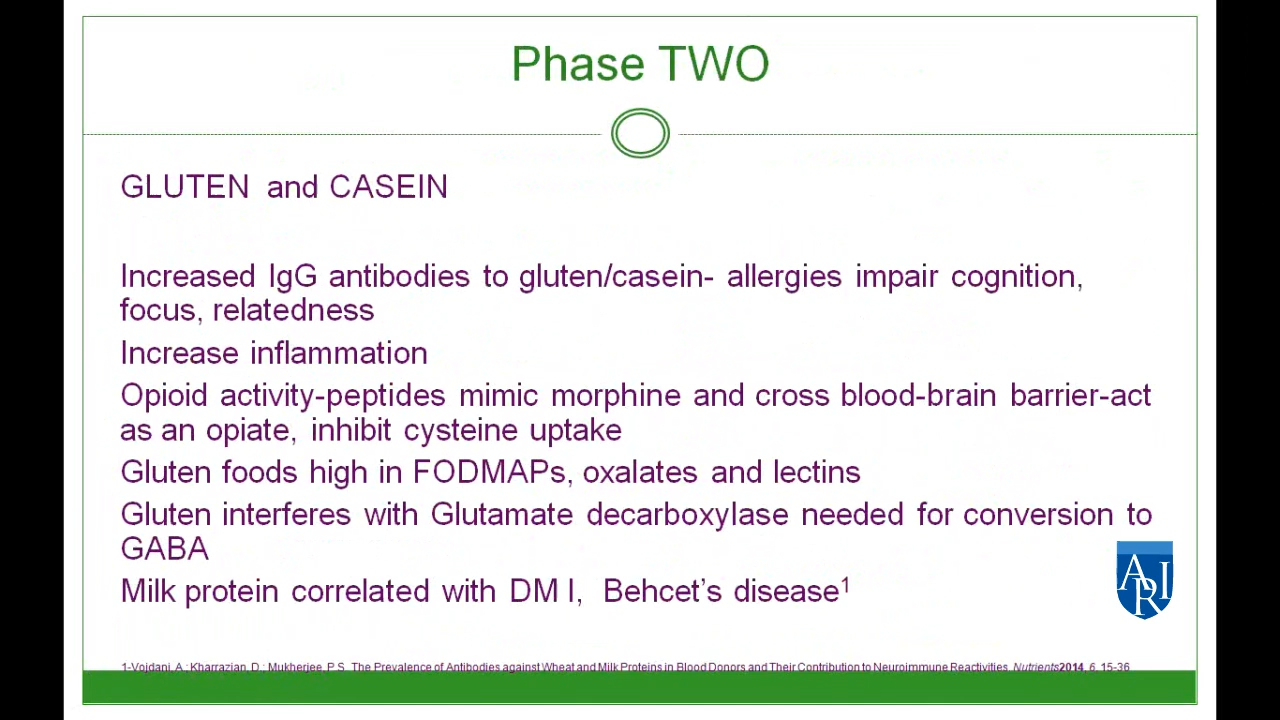 Phase TWO
GLUTEN and CASEIN
Increased IgG antibodies to gluten/casein- allergies impair cognition,
focus, relatedness
Increase inflammation
Opioid activity-peptides mimic morphine and cross blood-brain barrier-act
as an opiate, inhibit cysteine uptake
Gluten foods high in FODMAPs, oxalates and lectins
Gluten interferes with Glutamate decarboxylase needed for conversion to
GABA
Milk protein correlated with DM I, Behcet's disease1
ARI
1-Vojdani, A.; Kharrazian, D.; Mukherjee, P.S. The Prevalence of Antibodies against Wheat and Milk Proteins in Blood Donors and Their Contribution to Neuroimmune Reactivities. Nutrients 2014, 6, 15-36